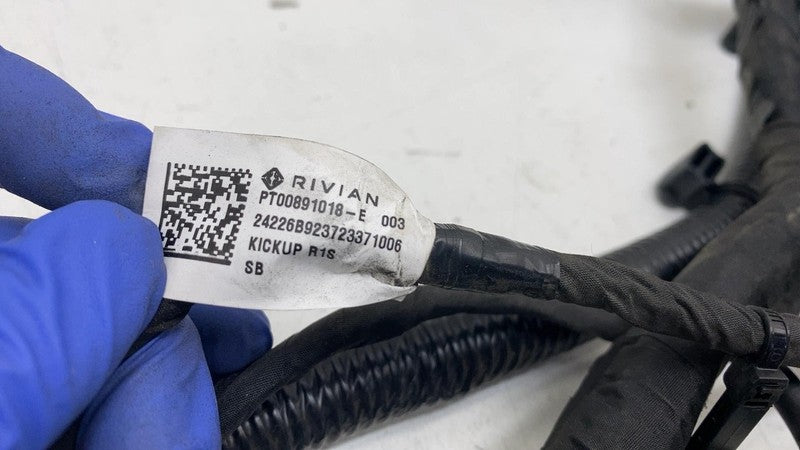 RIVIAN
PT00891018-E 003
24226B923723371006
KICKUP R1S
SB